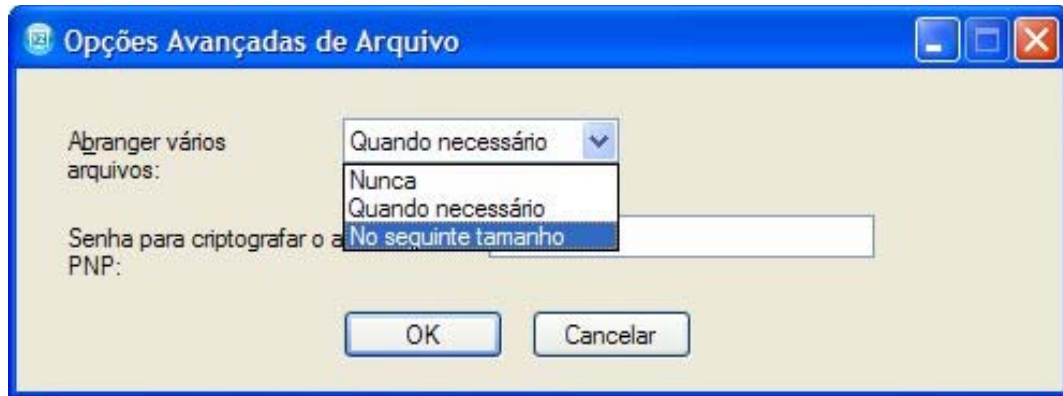 Opções Avançadas de Arquivo
Abranger vários
arquivos:
Quando necessário
Nunca
Quando necessário
No seguinte tamanho
Senha para criptografar o a
PNP:
OK
Cancelar